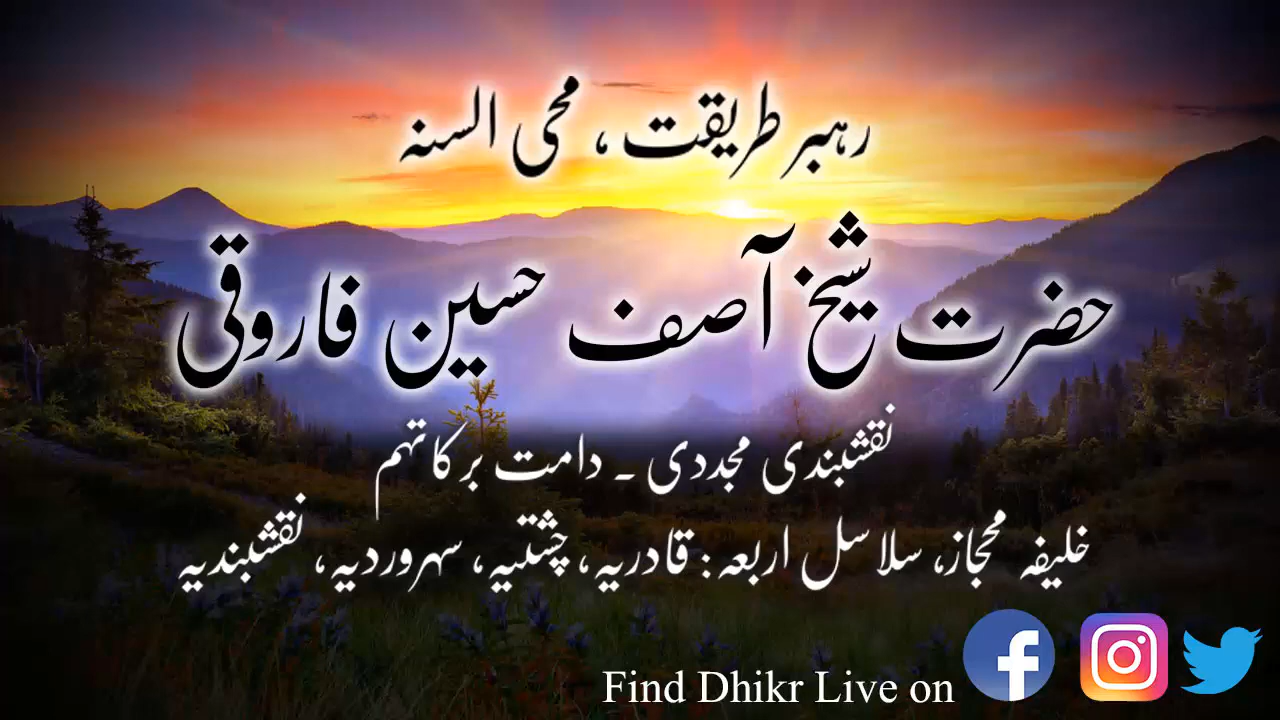 رہبر طریقت ، محی السنہ
حضرت شیخ آصف حسین فاروقی
نقشبندی مجددی ۔ دامت برکاتہم
خلیفہ مجاز، سلاسل اربعہ: قادریہ، چشتیہ، سہروردیہ، نقشبندیہ
Find Dhikr Live on